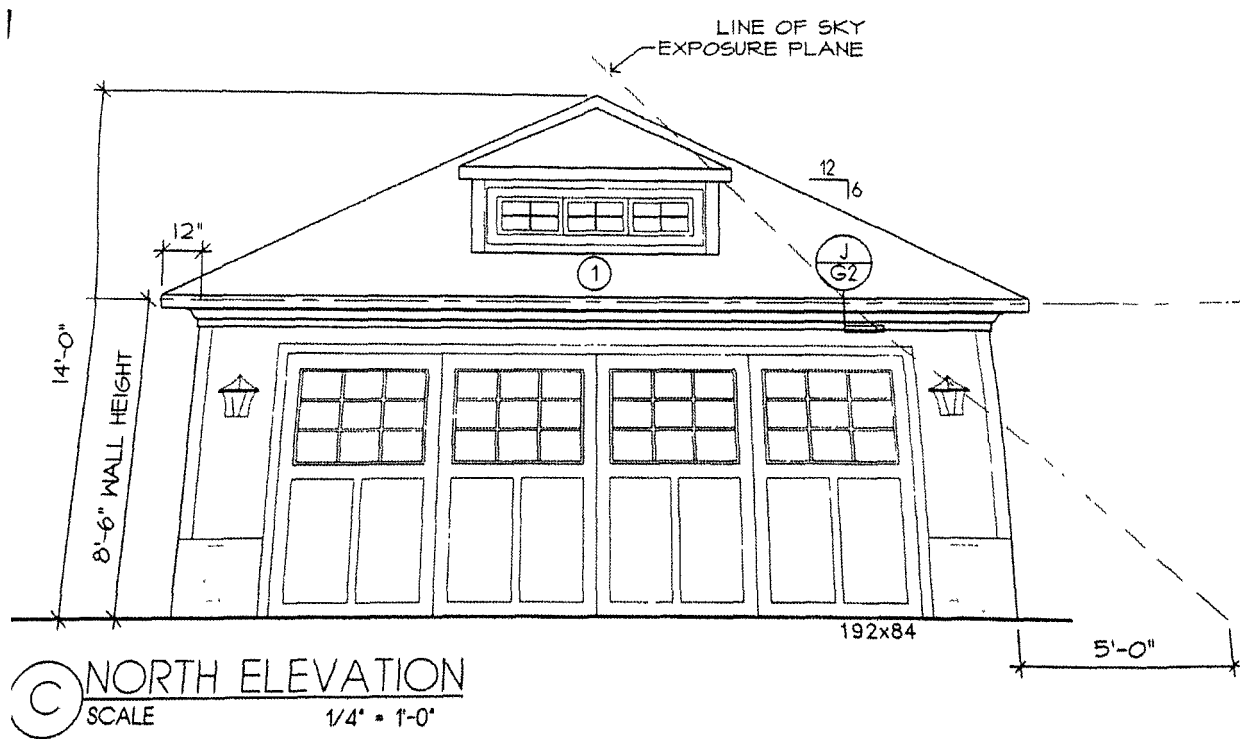 LINE OF SKY
EXPOSURE PLANE
12
6
12"
J
G2
1
14'-0"
8'-6" WALL HEIGHT
192x84
5'-0"
C
NORTH ELEVATION
SCALE
1/4" = 1'-0"